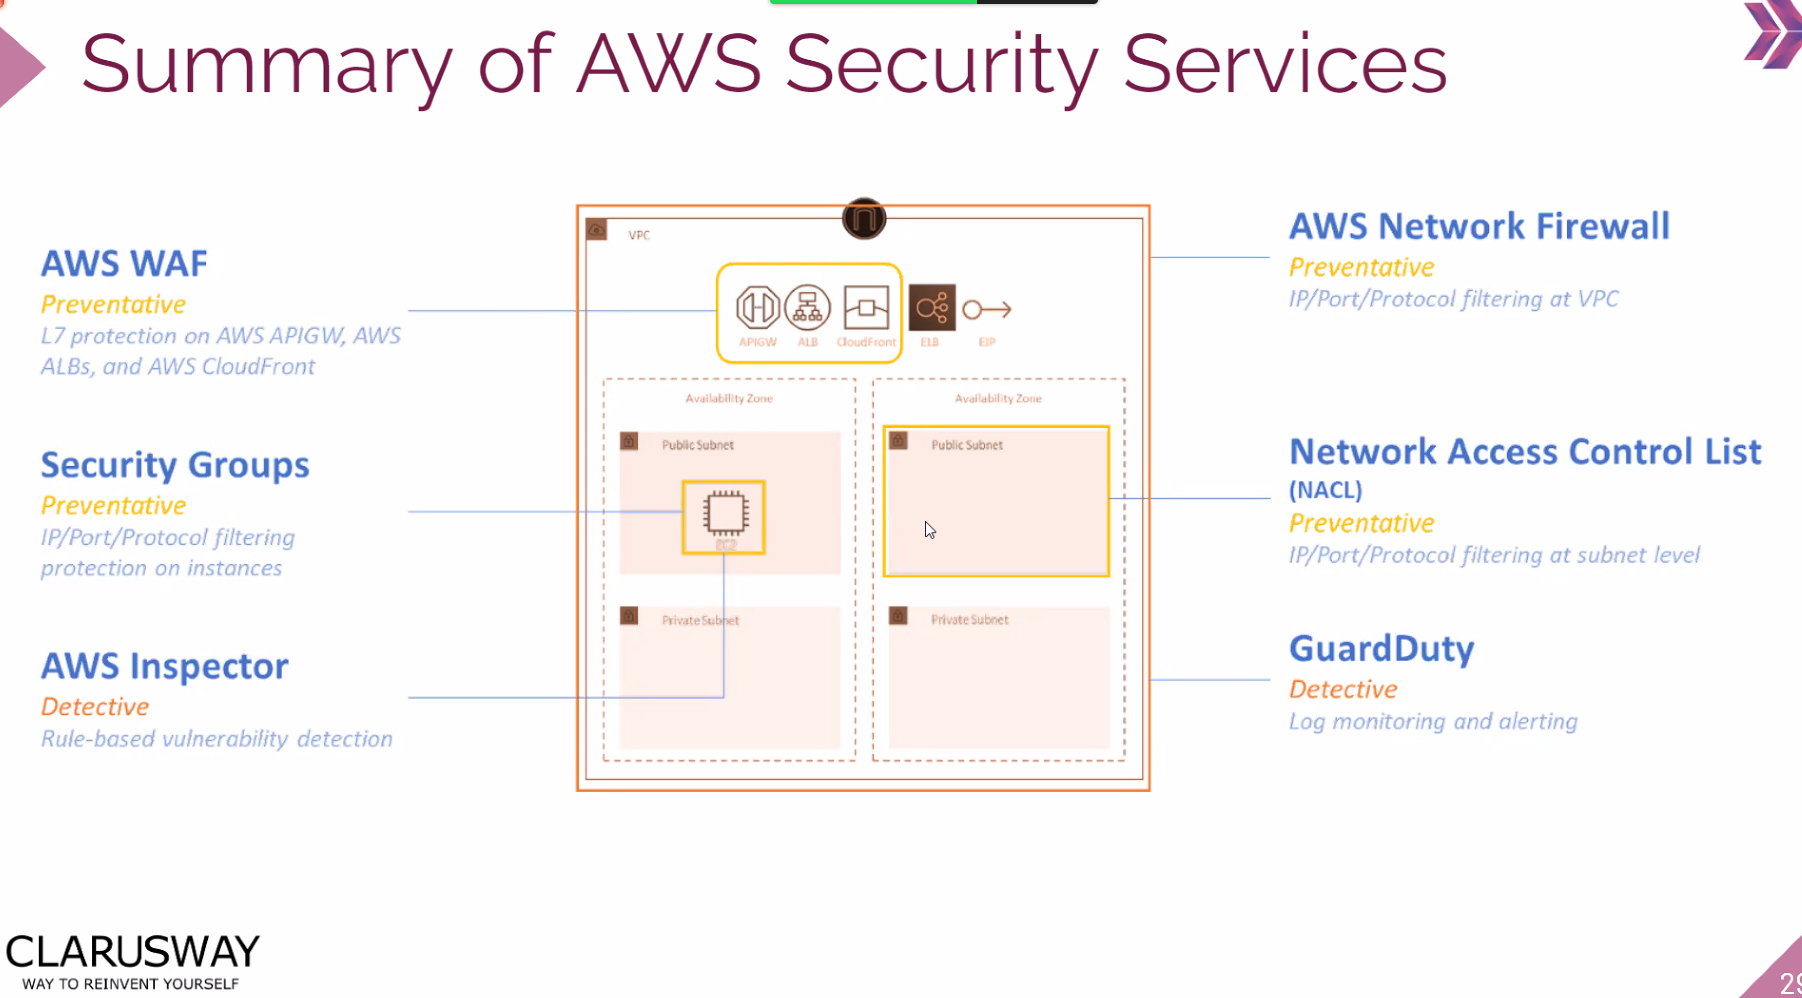 Summary of AWS Security Services
AWS WAF
Preventative
L7 protection on AWS APIGW, AWS
ALBs, and AWS CloudFront
Security Groups
Preventative
IP/Port/Protocol filtering
protection on instances
AWS Inspector
Detective
Rule-based vulnerability detection
VPC
APIGW
ALB
CloudFront
ELB
EIP
Availability Zone
Public Subnet
EC2
Private Subnet
Availability Zone
Public Subnet
Private Subnet
AWS Network Firewall
Preventative
IP/Port/Protocol filtering at VPC
Network Access Control List
(NACL)
Preventative
IP/Port/Protocol filtering at subnet level
GuardDuty
Detective
Log monitoring and alerting
CLARUSWAY
WAY TO REINVENT YOURSELF